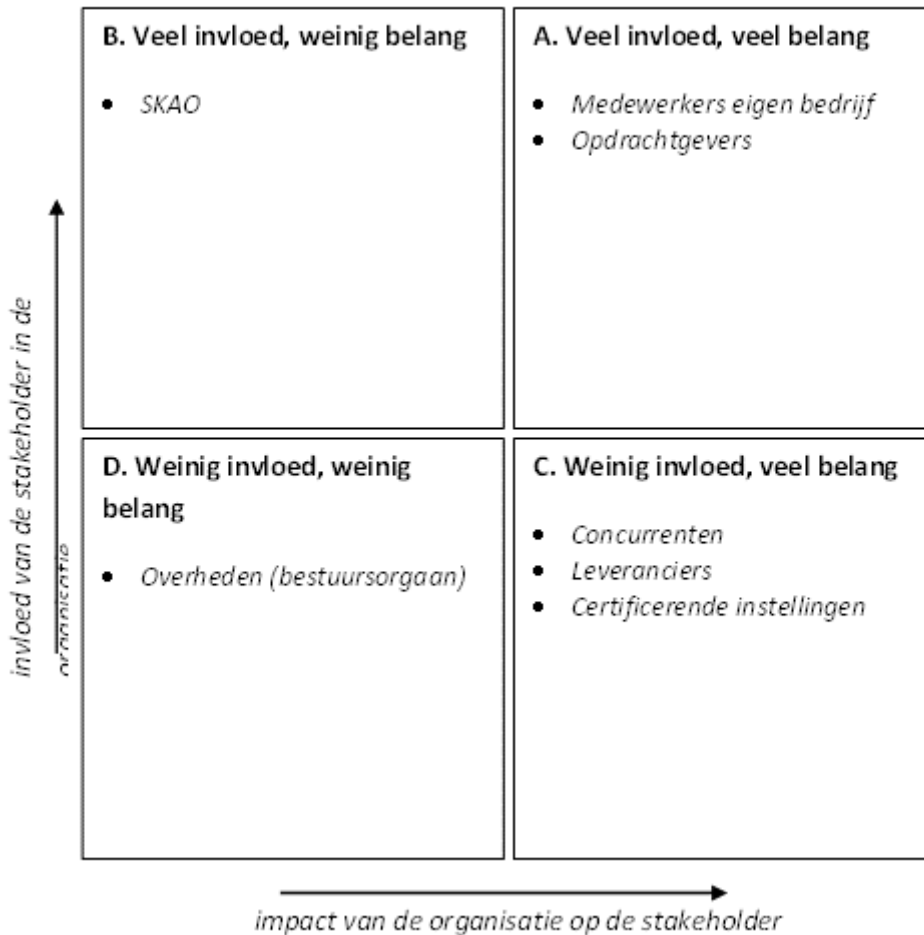 B. Veel invloed, weinig belang
• SKAO
A. Veel invloed, veel belang
• Medewerkers eigen bedrijf
• Opdrachtgevers
D. Weinig invloed, weinig
belang
• Overheden (bestuursorgaan)
C. Weinig invloed, veel belang
• Concurrenten
• Leveranciers
• Certificerende instellingen
invloed van de stakeholder in de
organisatie
impact van de organisatie op de stakeholder